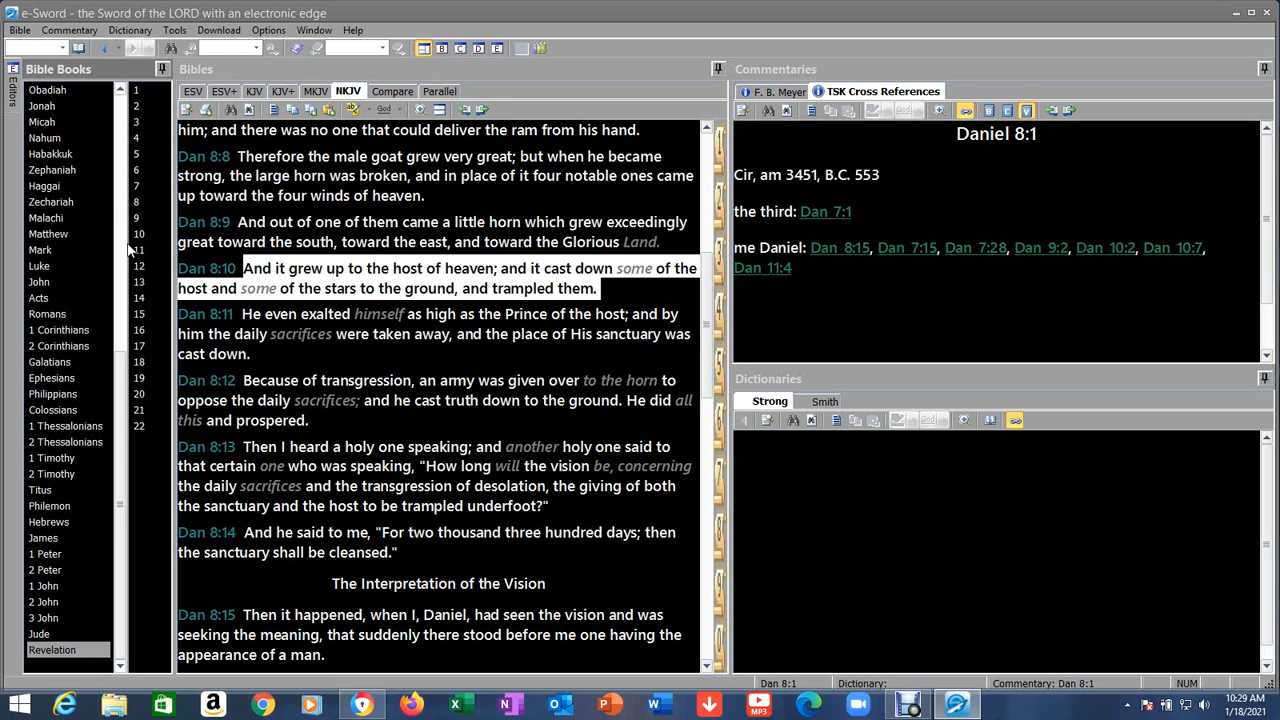 e-Sword - the Sword of the LORD with an electronic edge
Bible Commentary Dictionary Tools Download Options Window Help
B C D E
Editors
Bible Books
Obadiah
Jonah
Micah
Nahum
Habakkuk
Zephaniah
Haggai
Zechariah
Malachi
Matthew
Mark
Luke
John
Acts
Romans
1 Corinthians
2 Corinthians
Galatians
Ephesians
Philippians
Colossians
1 Thessalonians
2 Thessalonians
1 Timothy
2 Timothy
Titus
Philemon
Hebrews
James
1 Peter
2 Peter
1 John
2 John
3 John
Jude
Revelation
1
2
3
4
5
6
7
8
9
10
11
12
13
14
15
16
17
18
19
20
21
22
Bibles
ESV ESV+ KJV KJV+ MKJV NKJV Compare Parallel
God
him; and there was no one that could deliver the ram from his hand.
Dan 8:8 Therefore the male goat grew very great; but when he became
strong, the large horn was broken, and in place of it four notable ones came
up toward the four winds of heaven.
Dan 8:9 And out of one of them came a little horn which grew exceedingly
great toward the south, toward the east, and toward the Glorious Land.
Dan 8:10 And it grew up to the host of heaven; and it cast down some of the
host and some of the stars to the ground, and trampled them.
Dan 8:11 He even exalted himself as high as the Prince of the host; and by
him the daily sacrifices were taken away, and the place of His sanctuary was
cast down.
Dan 8:12 Because of transgression, an army was given over to the horn to
oppose the daily sacrifices; and he cast truth down to the ground. He did all
this and prospered.
Dan 8:13 Then I heard a holy one speaking; and another holy one said to
that certain one who was speaking, "How long will the vision be, concerning
the daily sacrifices and the transgression of desolation, the giving of both
the sanctuary and the host to be trampled underfoot?"
Dan 8:14 And he said to me, "For two thousand three hundred days; then
the sanctuary shall be cleansed."
The Interpretation of the Vision
Dan 8:15 Then it happened, when I, Daniel, had seen the vision and was
seeking the meaning, that suddenly there stood before me one having the
appearance of a man.
Commentaries
F. B. Meyer TSK Cross References
God B C V
Daniel 8:1
Cir, am 3451, B.C. 553
the third: Dan 7:1
me Daniel: Dan 8:15, Dan 7:15, Dan 7:28, Dan 9:2, Dan 10:2, Dan 10:7,
Dan 11:4
Dictionaries
Strong Smith
God
Dan 8:1 Dictionary: Commentary: Dan 8:1 NUM
MP3
10:29 AM
1/18/2021